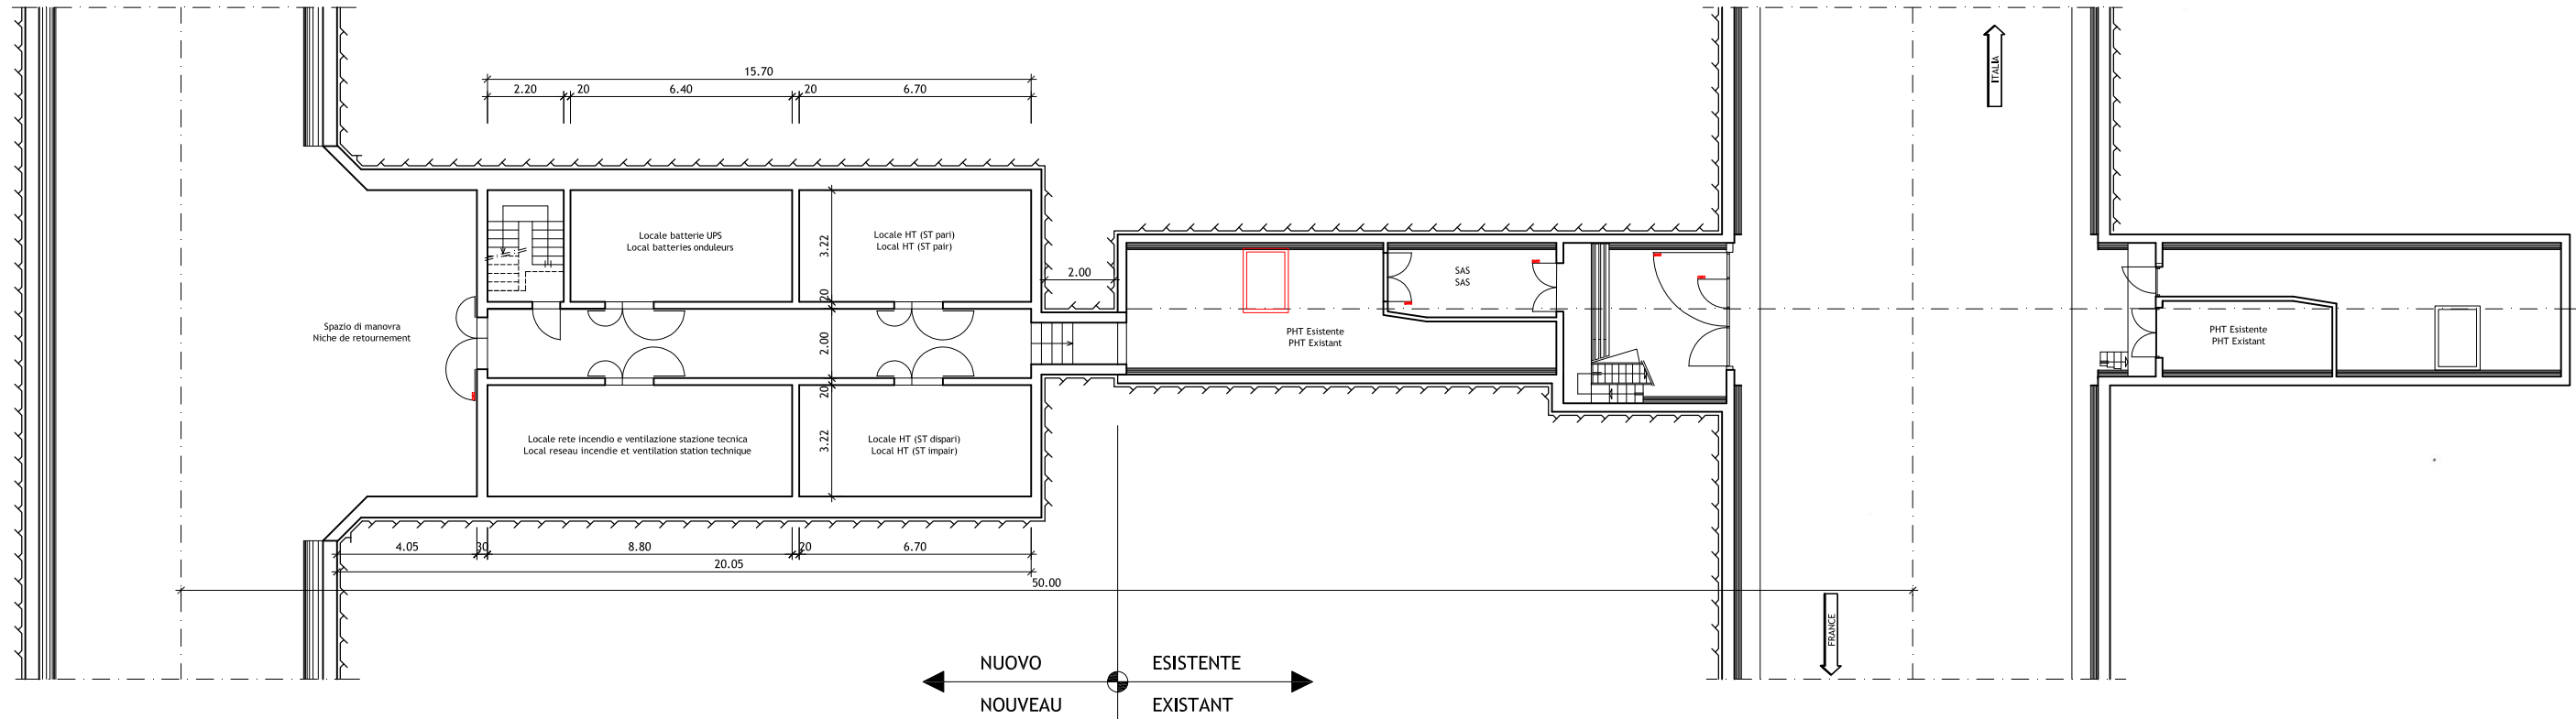 ITALIA
15.70
2.20
20
6.40
20
6.70
Locale batterie UPS
Local batteries onduleurs
Locale HT (ST pari)
Local HT (ST pair)
3.22
20
2.00
SAS
SAS
Spazio di manovra
Niche de retournement
2.00
PHT Esistente
PHT Existant
PHT Esistente
PHT Existant
20
3.22
Locale rete incendio e ventilazione stazione tecnica
Local reseau incendie et ventilation station technique
Locale HT (ST dispari)
Local HT (ST impair)
4.05
30
8.80
20
6.70
20.05
50.00
FRANCE
NUOVO
ESISTENTE
NOUVEAU
EXISTANT